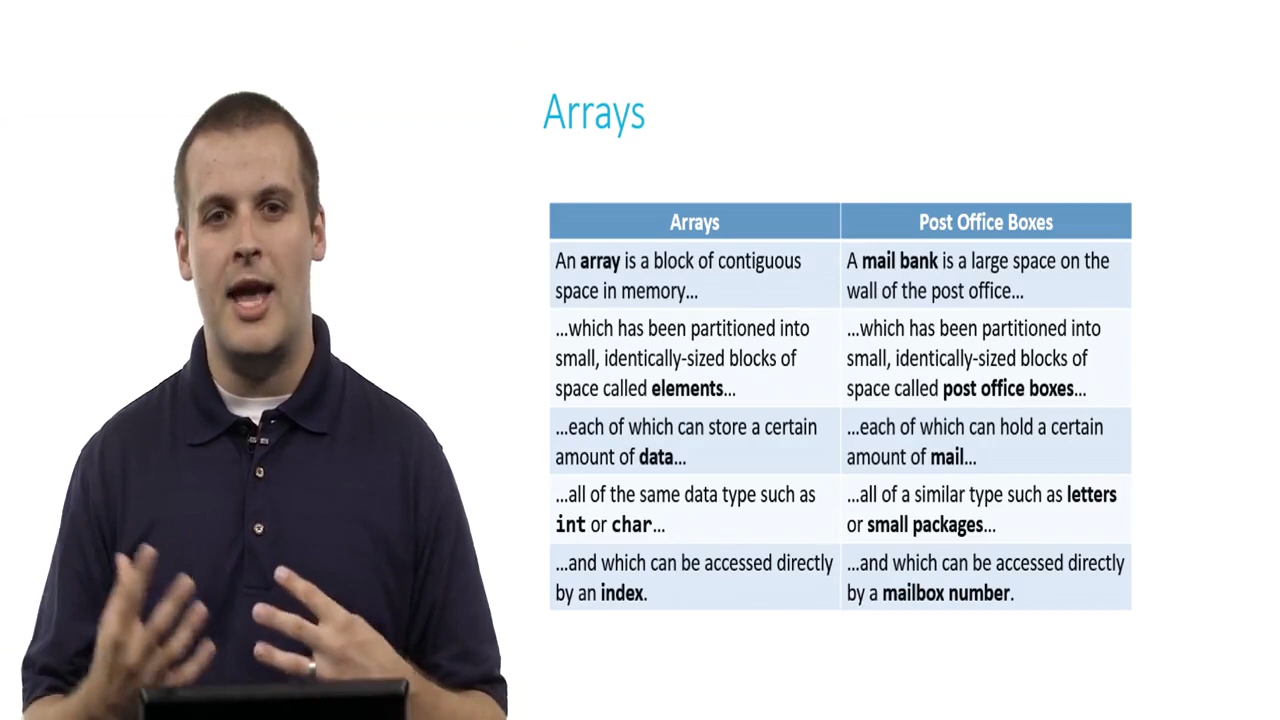 Arrays
Arrays
Post Office Boxes
An array is a block of contiguous
space in memory...
A mail bank is a large space on the
wall of the post office...
...which has been partitioned into
small, identically-sized blocks of
space called elements...
...which has been partitioned into
small, identically-sized blocks of
space called post office boxes...
...each of which can store a certain
amount of data...
...each of which can hold a certain
amount of mail...
...all of the same data type such as
int or char...
...all of a similar type such as letters
or small packages...
...and which can be accessed directly
by an index.
...and which can be accessed directly
by a mailbox number.